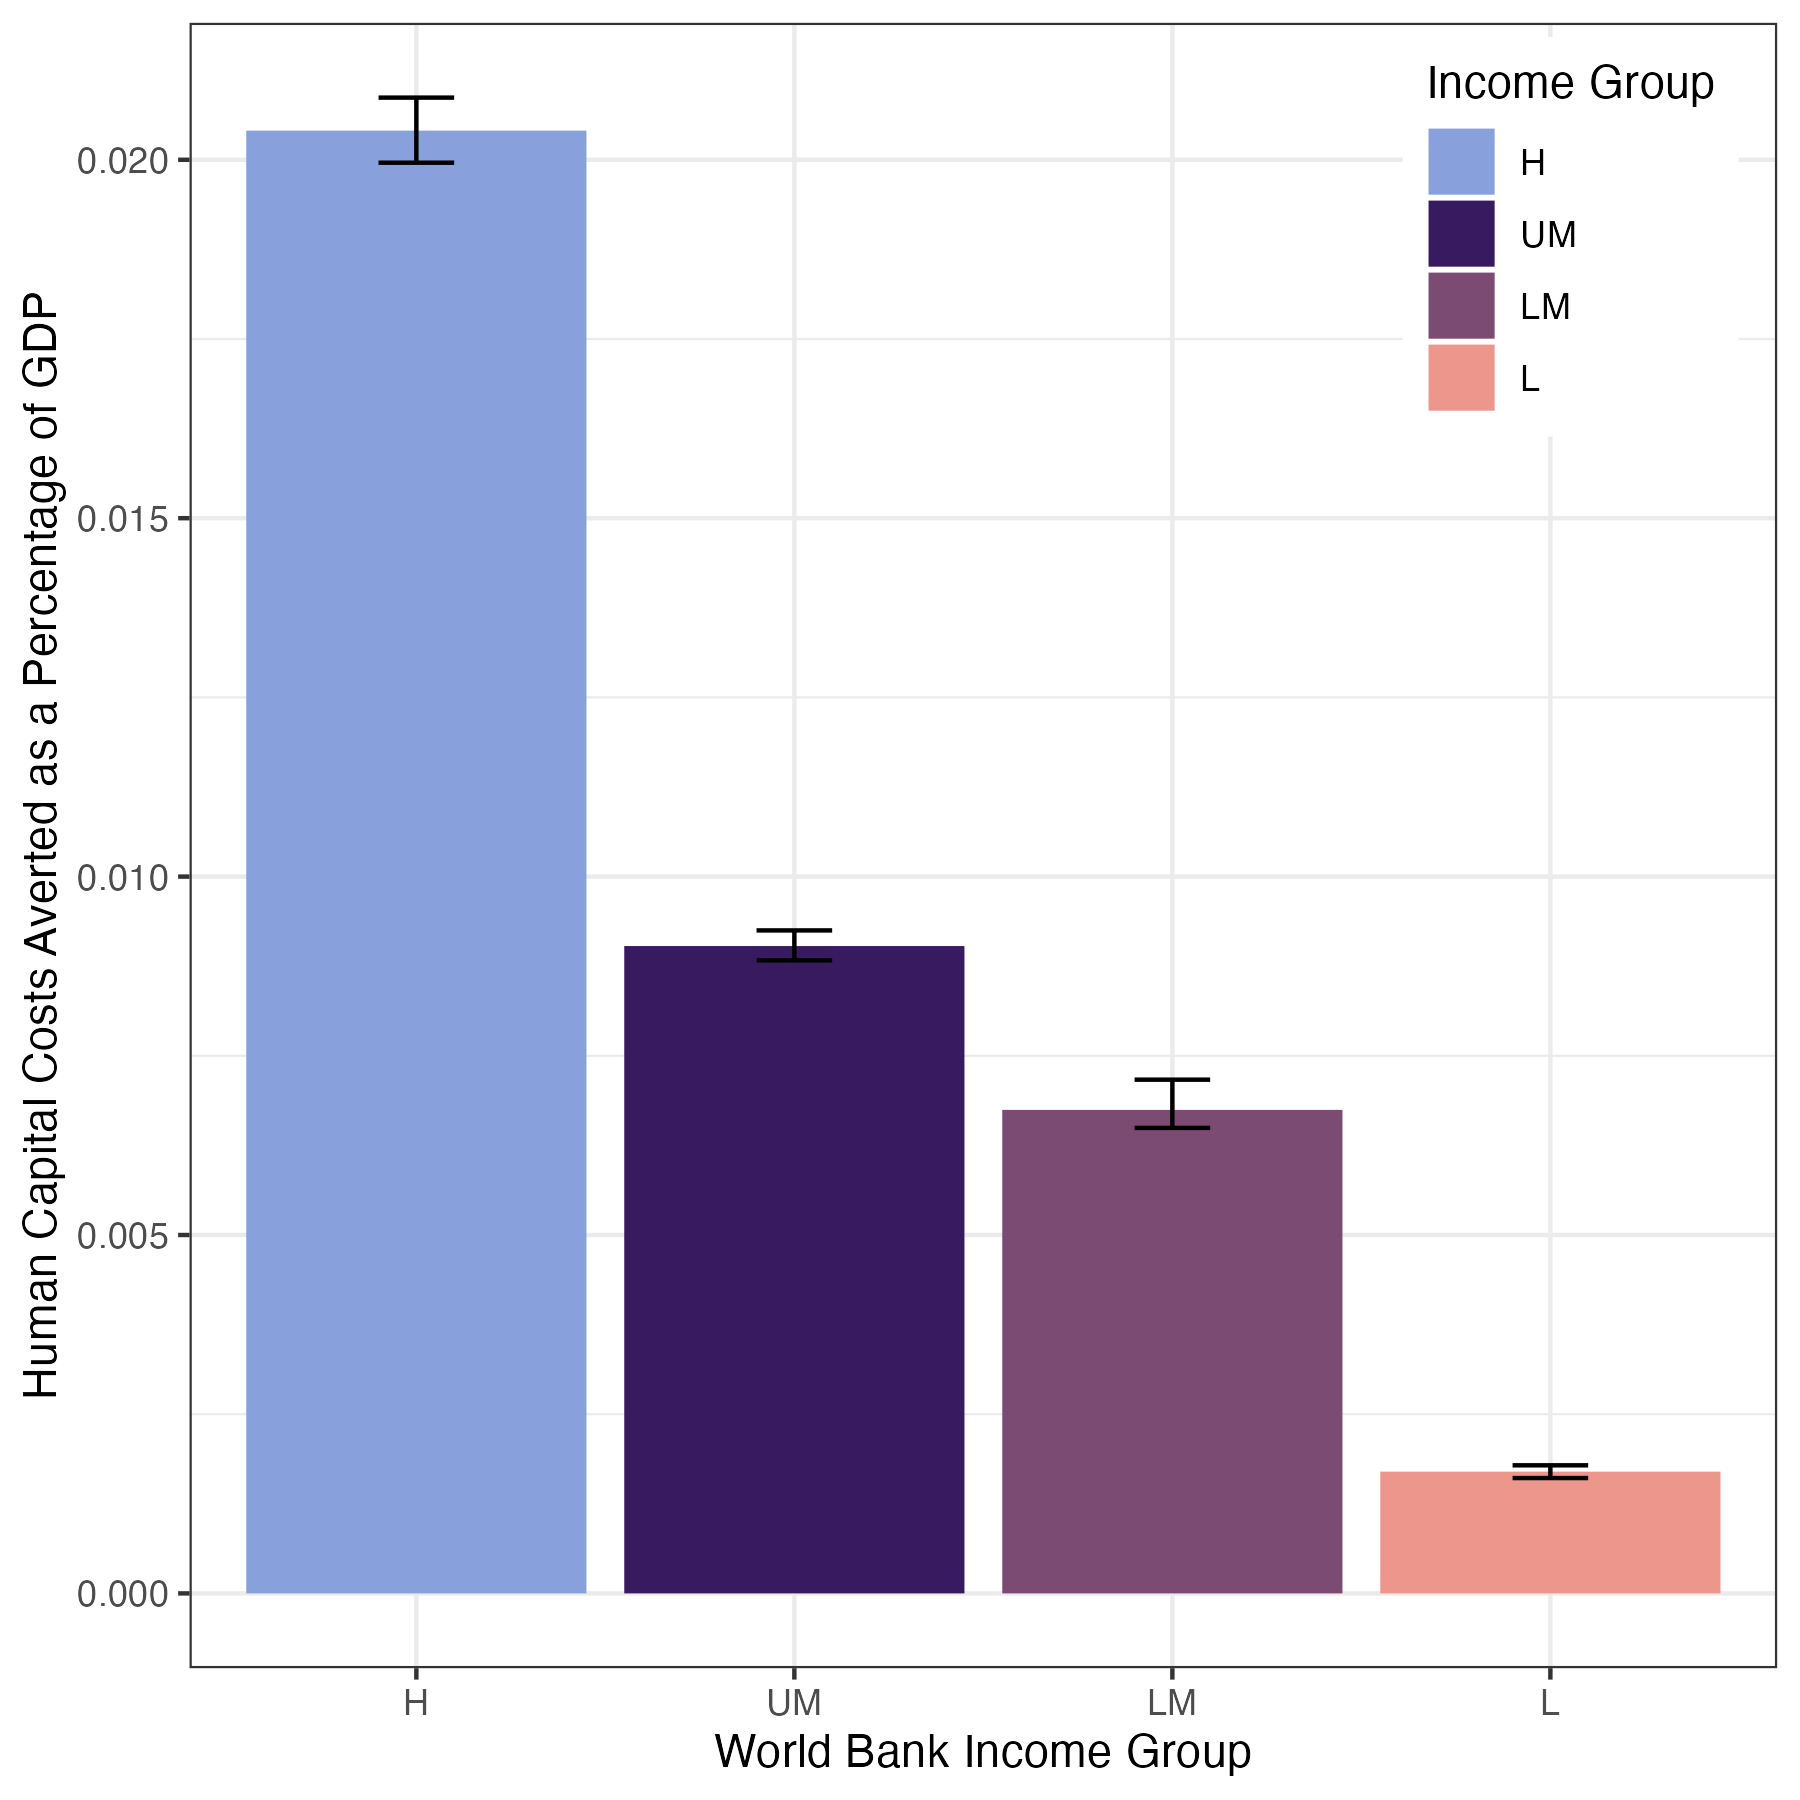 Human Capital Costs Averted as a Percentage of GDP
0.020
0.015
0.010
0.005
0.000
Income Group
H
UM
LM
L
H
UM
LM
L
World Bank Income Group